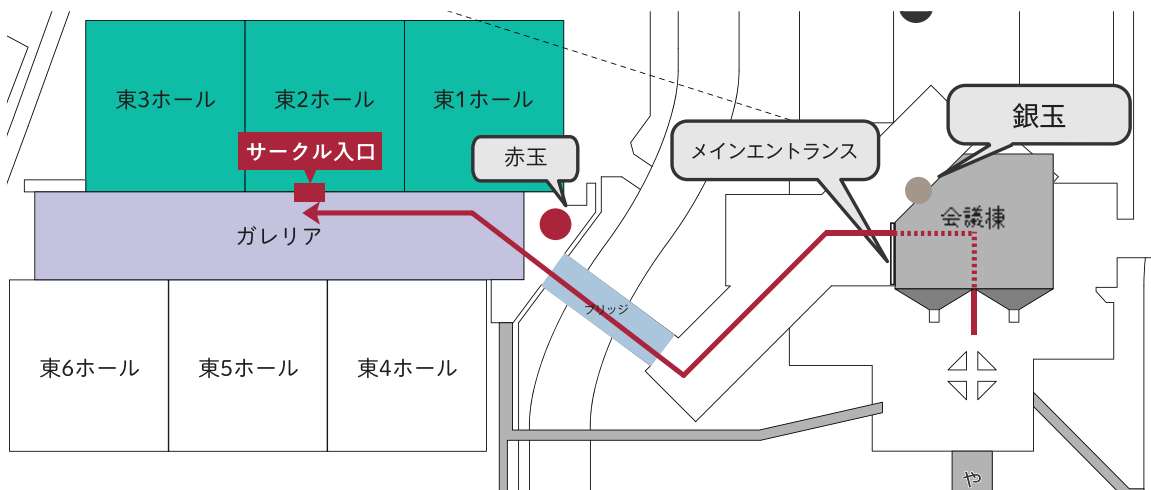 東3ホール
東2ホール
東1ホール
サークル入口
赤玉
メインエントランス
銀玉
会議棟
ガレリア
ブリッジ
東6ホール
東5ホール
東4ホール
や